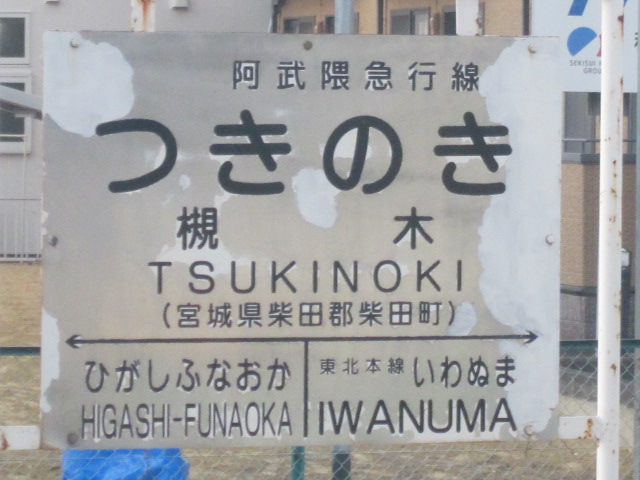 阿武隈急行線
つきのき
槻 木
TSUKINOKI
(宮城県柴田郡柴田町)
ひがしふなおか 東北本線 いわぬま
HIGASHI-FUNAOKA IWANUMA